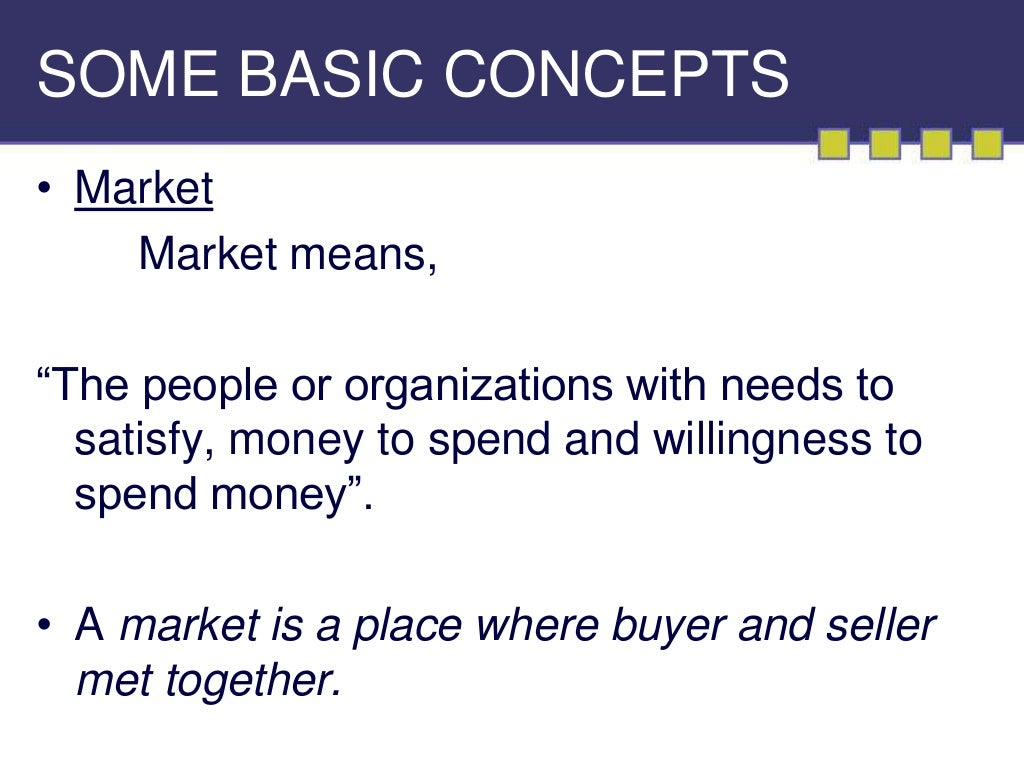 SOME BASIC CONCEPTS
• Market
Market means,
“The people or organizations with needs to
satisfy, money to spend and willingness to
spend money”.
• A market is a place where buyer and seller
met together.